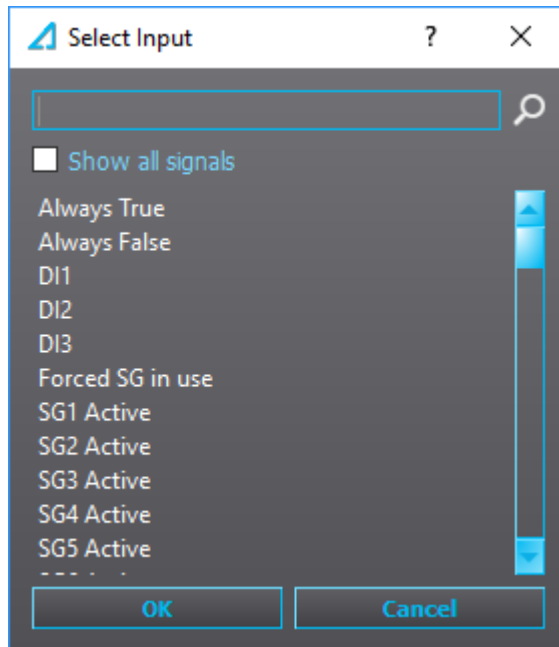 Select Input
?
Show all signals
Always True
Always False
DI1
DI2
DI3
Forced SG in use
SG1 Active
SG2 Active
SG3 Active
SG4 Active
SG5 Active
OK Cancel